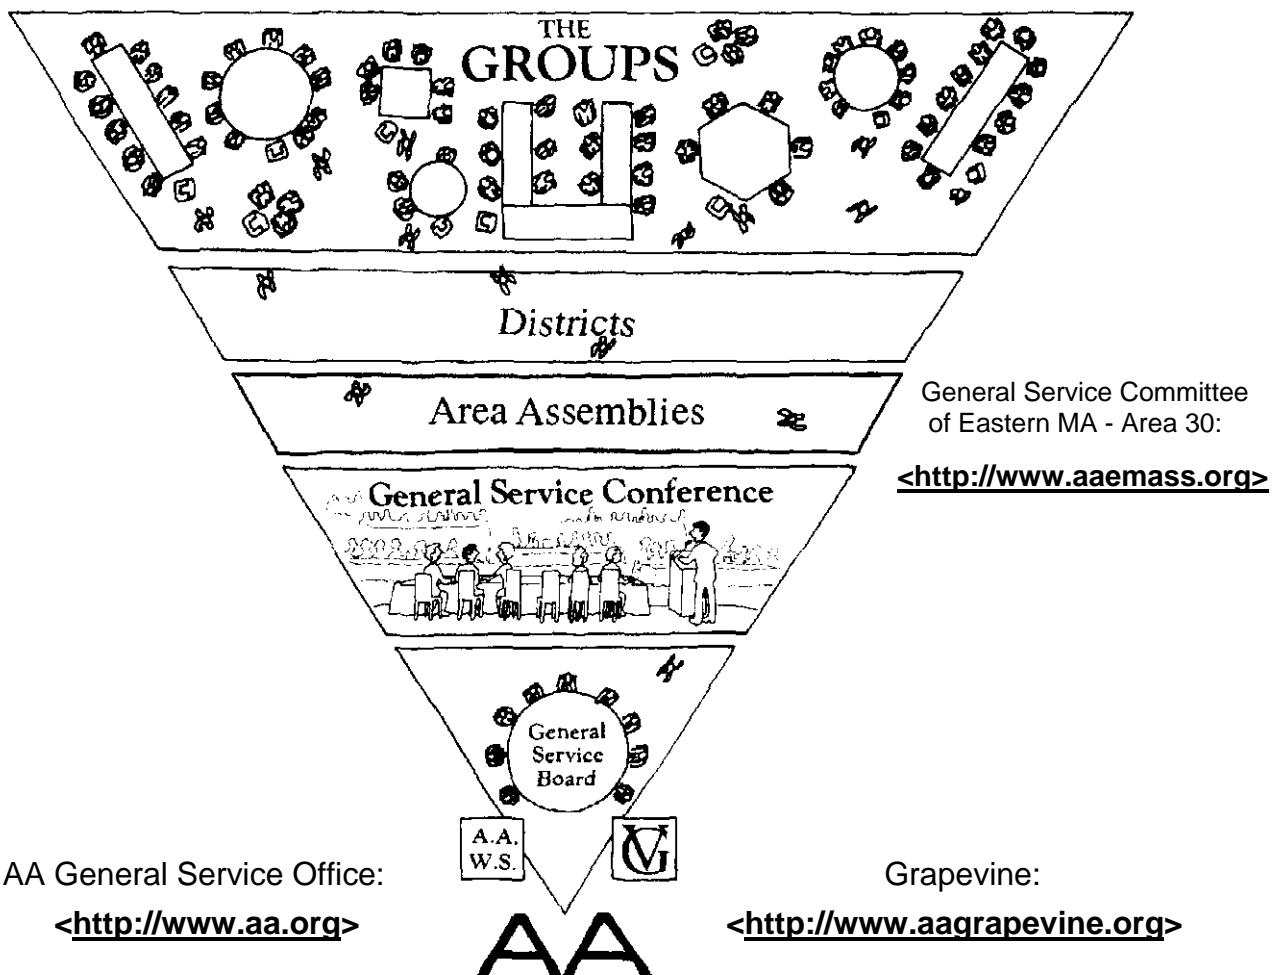 THE
GROUPS
Districts
Area Assemblies
General Service Committee
of Eastern MA - Area 30:
<http://www.aaemass.org>
General Service Conference
General
Service
Board
A.A.
W.S.
GV
AA General Service Office:
<http://www.aa.org>
Grapevine:
<http://www.aagrapevine.org>
AA